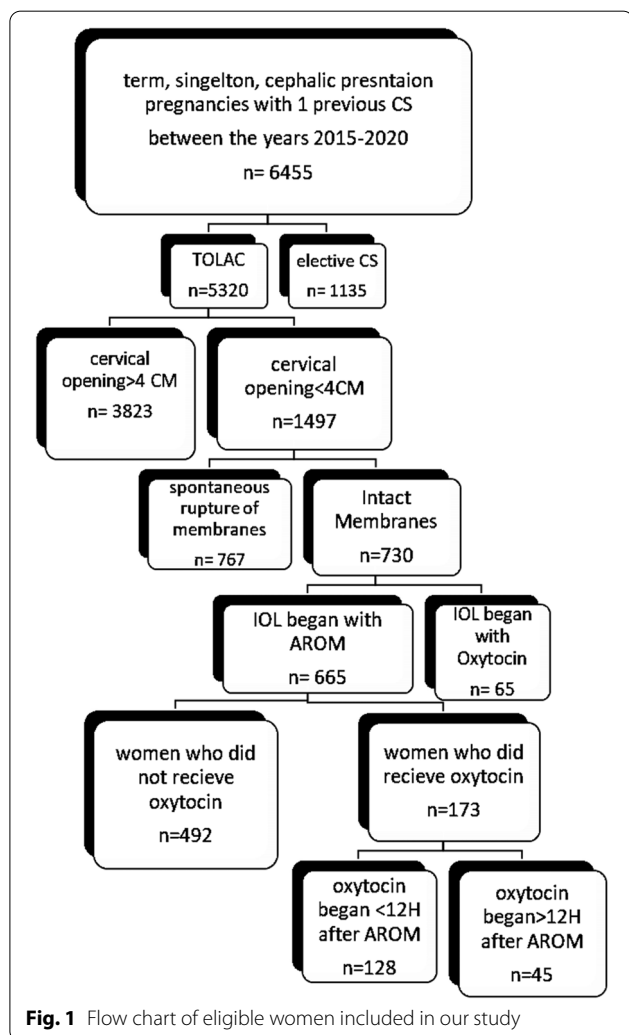 term, singelton, cephalic presntaion
pregnancies with 1 previous CS
between the years 2015-2020
n= 6455
TOLAC
n=5320
elective CS
n= 1135
cervical
opening>4 CM
n= 3823
cervical
opening<4CM
n=1497
spontaneous
rupture of
membranes
n= 767
Intact
Membranes
n=730
IOL began with
AROM
n= 665
IOL began
with
Oxytocin
n= 65
women who did
not recieve
oxytocin
n=492
women who did
recieve oxytocin
n=173
oxytocin
began <12H
after AROM
n=128
oxytocin
began>12H
after AROM
n=45
Fig. 1 Flow chart of eligible women included in our study